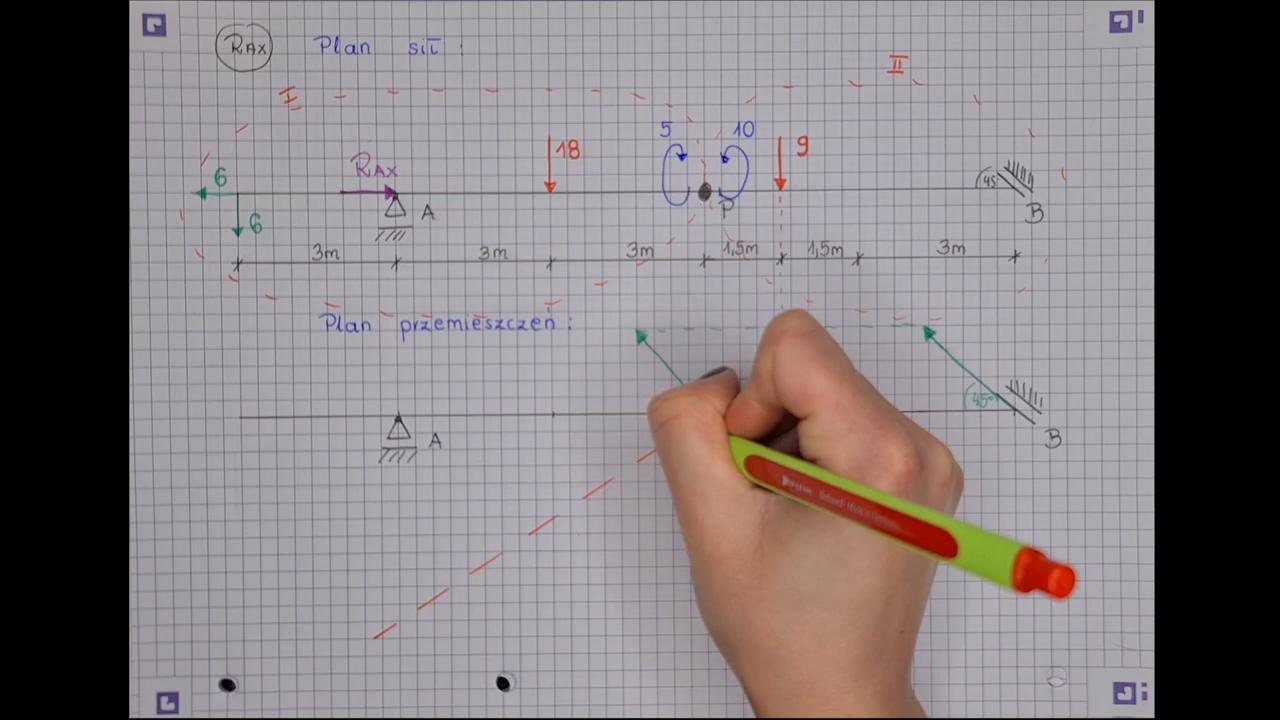 RAX Plan sił :
I II
5 10
18 9
RAX
6
45
A P B
6
3m 3m 3m 1,5m 1,5m 3m
Plan przemieszczeń :
45°
A B